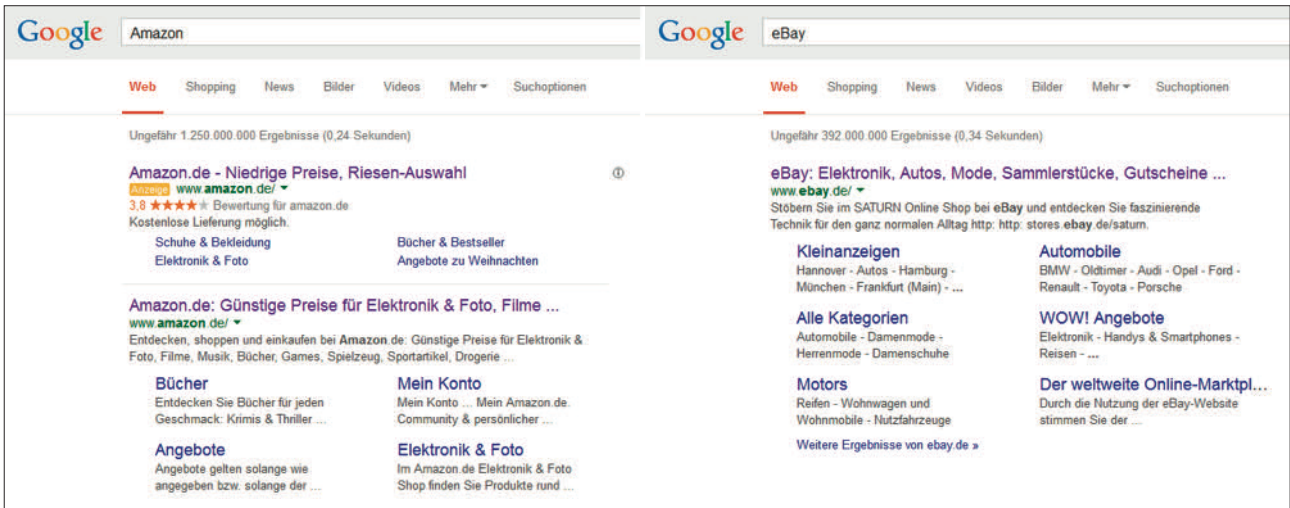 Google Amazon
Web Shopping News Bilder Videos Mehr Suchoptionen
Ungefähr 1.250.000.000 Ergebnisse (0,24 Sekunden)
Amazon.de - Niedrige Preise, Riesen-Auswahl
Anzeige www.amazon.de/
3,8 ★★★★★ Bewertung für amazon.de
Kostenlose Lieferung möglich.
Schuhe & Bekleidung Bücher & Bestseller
Elektronik & Foto Angebote zu Weihnachten
Amazon.de: Günstige Preise für Elektronik & Foto, Filme ...
www.amazon.de/
Entdecken, shoppen und einkaufen bei Amazon.de: Günstige Preise für Elektronik &
Foto, Filme, Musik, Bücher, Games, Spielzeug, Sportartikel, Drogerie ...
Bücher
Entdecken Sie Bücher für jeden
Geschmack: Krimis & Thriller ...
Mein Konto
Mein Konto ... Mein Amazon.de.
Community & persönlicher ...
Angebote
Angebote gelten solange wie
angegeben bzw. solange der ...
Elektronik & Foto
Im Amazon.de Elektronik & Foto
Shop finden Sie Produkte rund ...
Google eBay
Web Shopping News Videos Bilder Mehr Suchoptionen
Ungefähr 392.000.000 Ergebnisse (0,34 Sekunden)
eBay: Elektronik, Autos, Mode, Sammlerstücke, Gutscheine ...
www.ebay.de/
Stöbern Sie im SATURN Online Shop bei eBay und entdecken Sie faszinierende
Technik für den ganz normalen Alltag http: http: stores.ebay.de/saturn.
Kleinanzeigen
Hannover - Autos - Hamburg -
München - Frankfurt (Main) - ...
Automobile
BMW - Oldtimer - Audi - Opel - Ford -
Renault - Toyota - Porsche
Alle Kategorien
Automobile - Damenmode -
Herrenmode - Damenschuhe
WOW! Angebote
Elektronik - Handys & Smartphones -
Reisen - ...
Motors
Reifen - Wohnwagen und
Wohnmobile - Nutzfahrzeuge
Der weltweite Online-Marktpl...
Durch die Nutzung der eBay-Website
stimmen Sie der ...
Weitere Ergebnisse von ebay.de »